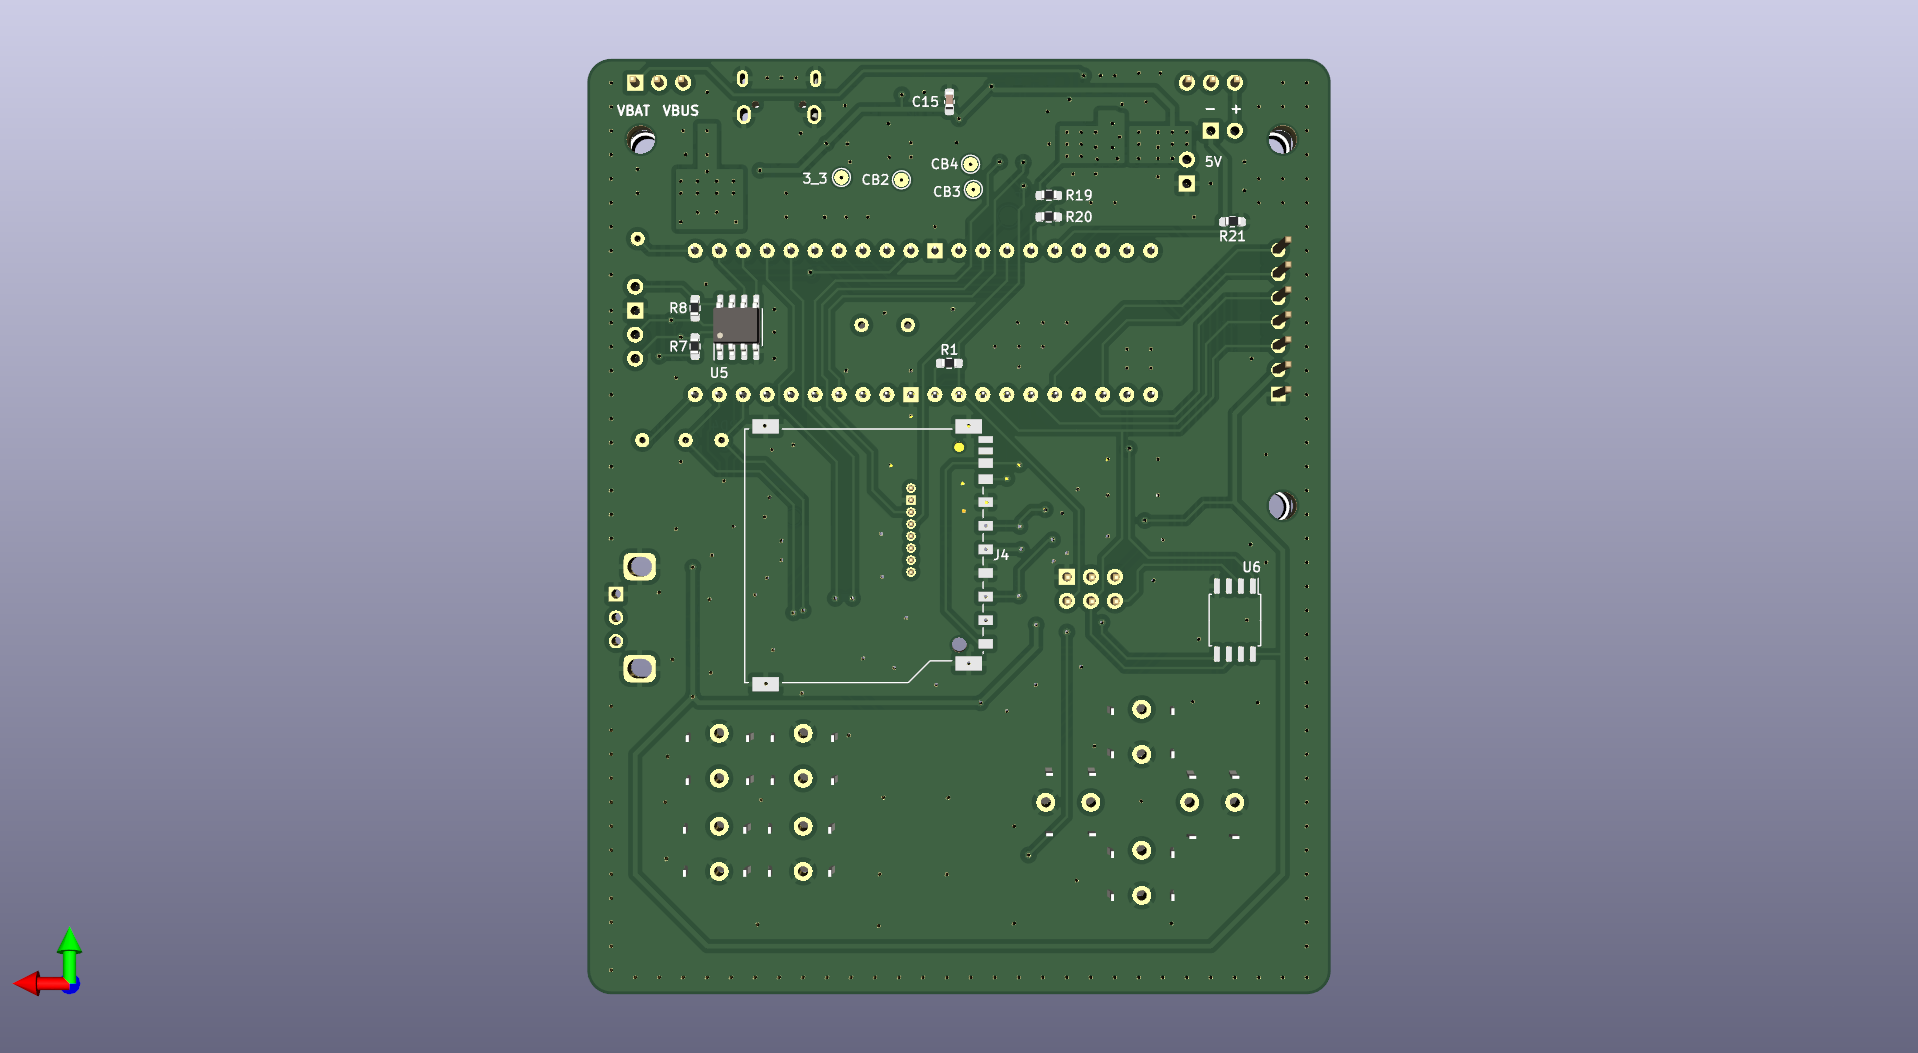 VBAT VBUS
C15
- +
5V
CB4
3_3
CB2
CB3
R19
R20
R21
R8
R7
U5
R1
J4
U6